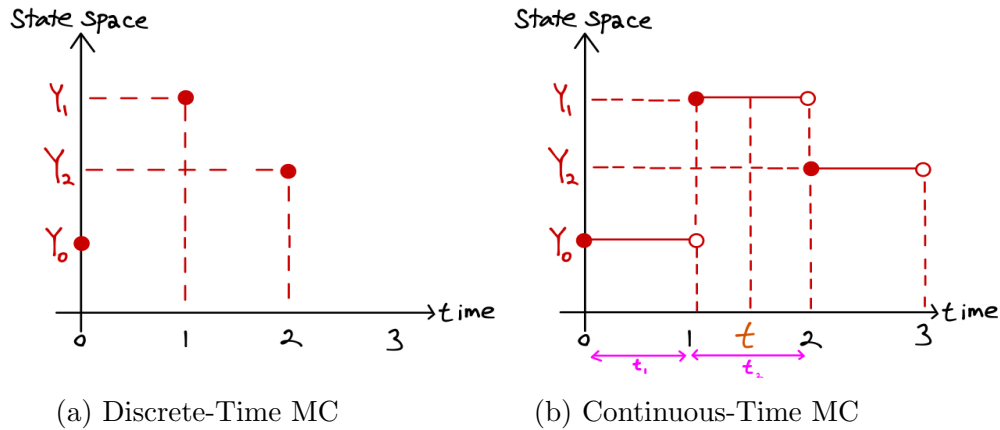 State space
Y₁
Y₂
Y₀
0 1 2 3
time
(a) Discrete-Time MC
State space
Y₁
Y₂
Y₀
0 1 t 2 3
time
t₁ t₂
(b) Continuous-Time MC